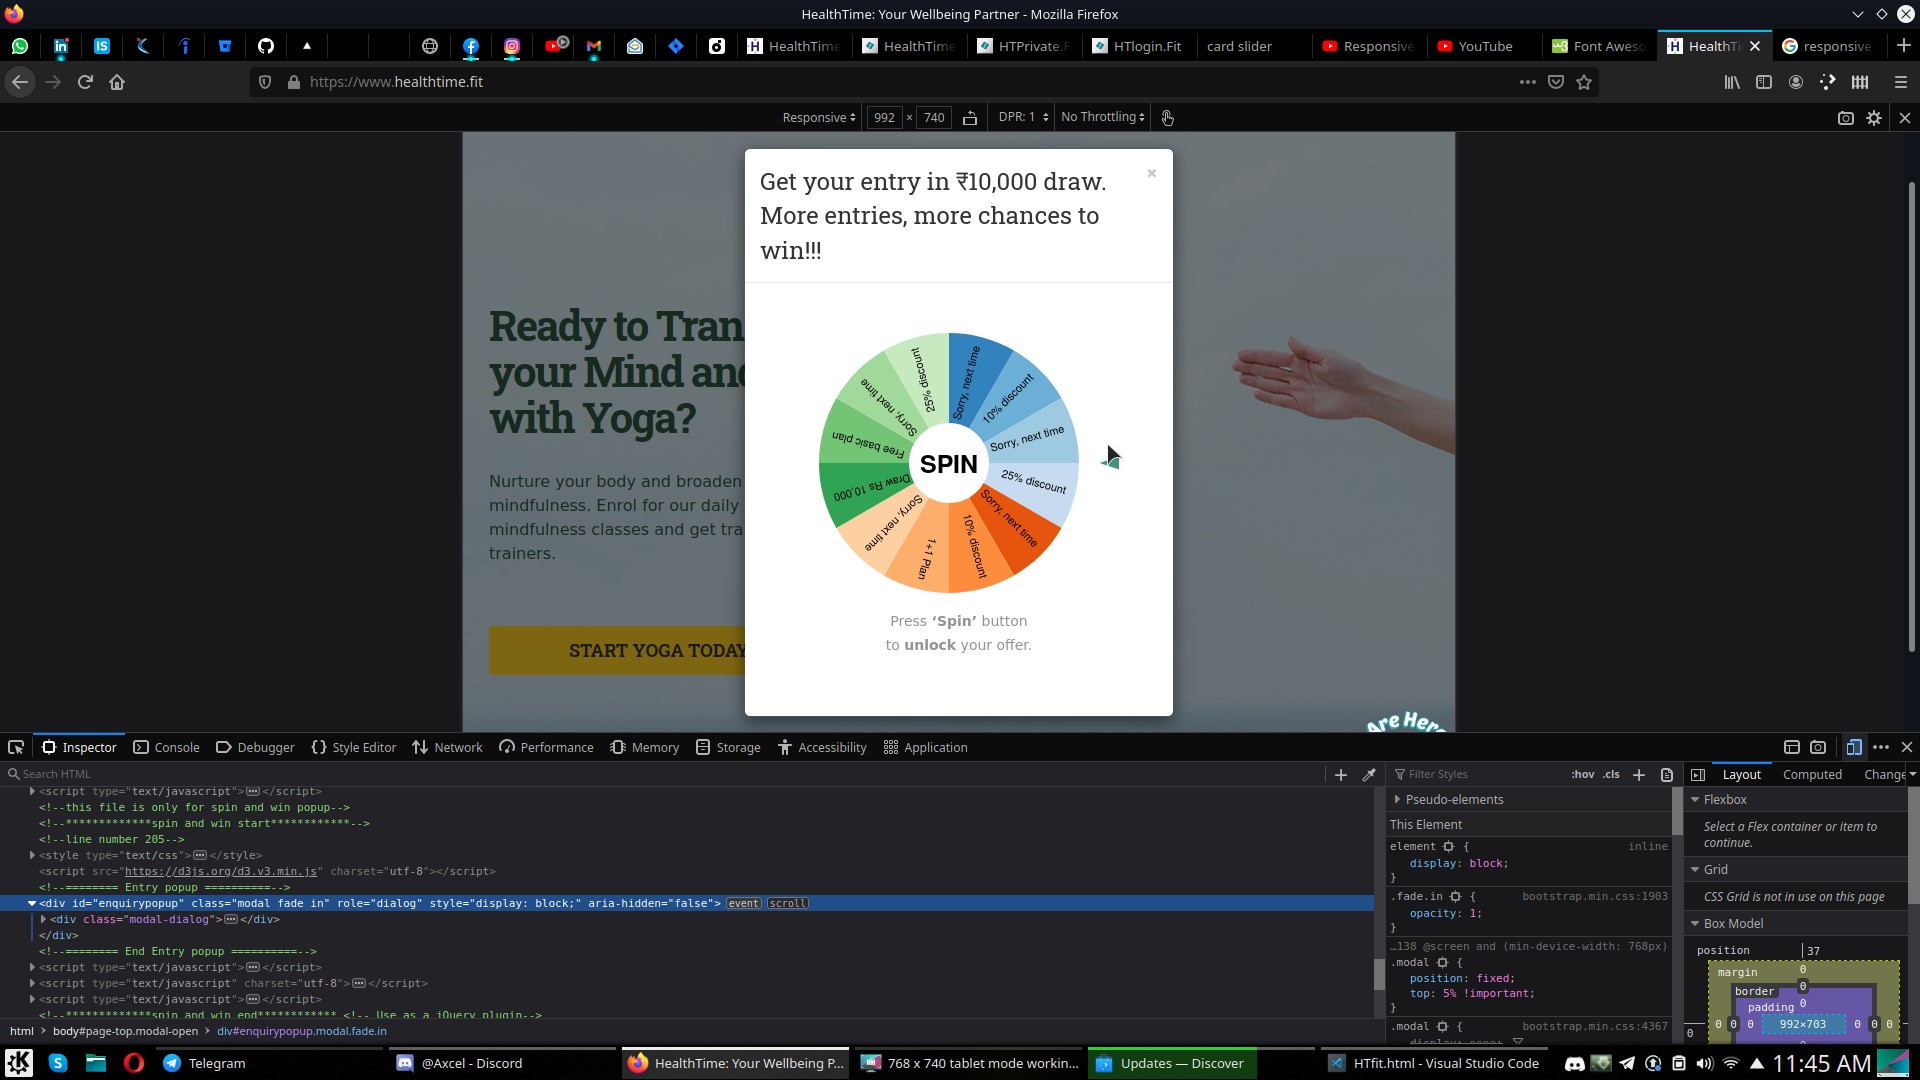 HealthTime: Your Wellbeing Partner - Mozilla Firefox
HealthTime
HealthTime
HTPrivate.F
HTlogin.Fit
card slider
Responsive
YouTube
Font Aweso
HealthTi
responsive
https://www.healthtime.fit
Responsive 992 × 740 DPR: 1 No Throttling
Get your entry in ₹10,000 draw.
More entries, more chances to
win!!!
Ready to Tran
your Mind and
with Yoga?
Nurture your body and broaden
mindfulness. Enrol for our daily
mindfulness classes and get tra
trainers.
START YOGA TODAY
Sorry, next time
10% discount
Sorry, next time
25% discount
Sorry, next time
10% discount
1+1 Plan
Sorry, next time
Draw Rs 10,000
Free basic plan
Sorry, next time
25% discount
SPIN
Press ‘Spin’ button
to unlock your offer.
Are Here
Inspector Console Debugger Style Editor Network Performance Memory Storage Accessibility Application
Search HTML
<script type="text/javascript"></script>
<!--this file is only for spin and win popup-->
<!--*************spin and win start************-->
<!--line number 205-->
<style type="text/css"></style>
<script src="https://d3js.org/d3.v3.min.js" charset="utf-8"></script>
<!--======== Entry popup ==========-->
<div id="enquirypopup" class="modal fade in" role="dialog" style="display: block;" aria-hidden="false"> event scroll
<div class="modal-dialog"></div>
</div>
<!--======== End Entry popup ==========-->
<script type="text/javascript"></script>
<script type="text/javascript" charset="utf-8"></script>
<script type="text/javascript"></script>
<!--*************spin and win end************ <!-- Use as a jQuery plugin-->
html body#page-top.modal-open div#enquirypopup.modal.fade.in
Filter Styles :hov .cls
Pseudo-elements
This Element
element { inline
display: block;
}
.fade.in { bootstrap.min.css:1903
opacity: 1;
}
…138 @screen and (min-device-width: 768px)
.modal {
position: fixed;
top: 5% !important;
}
.modal { bootstrap.min.css:4367
Layout Computed Change
Flexbox
Select a Flex container or item to
continue.
Grid
CSS Grid is not in use on this page
Box Model
position 37
margin 0
border 0
padding 0
0 0 0 0 992×703 0 0 0
Telegram
@Axcel - Discord
HealthTime: Your Wellbeing P...
768 x 740 tablet mode workin...
Updates — Discover
HTfit.html - Visual Studio Code
11:45 AM